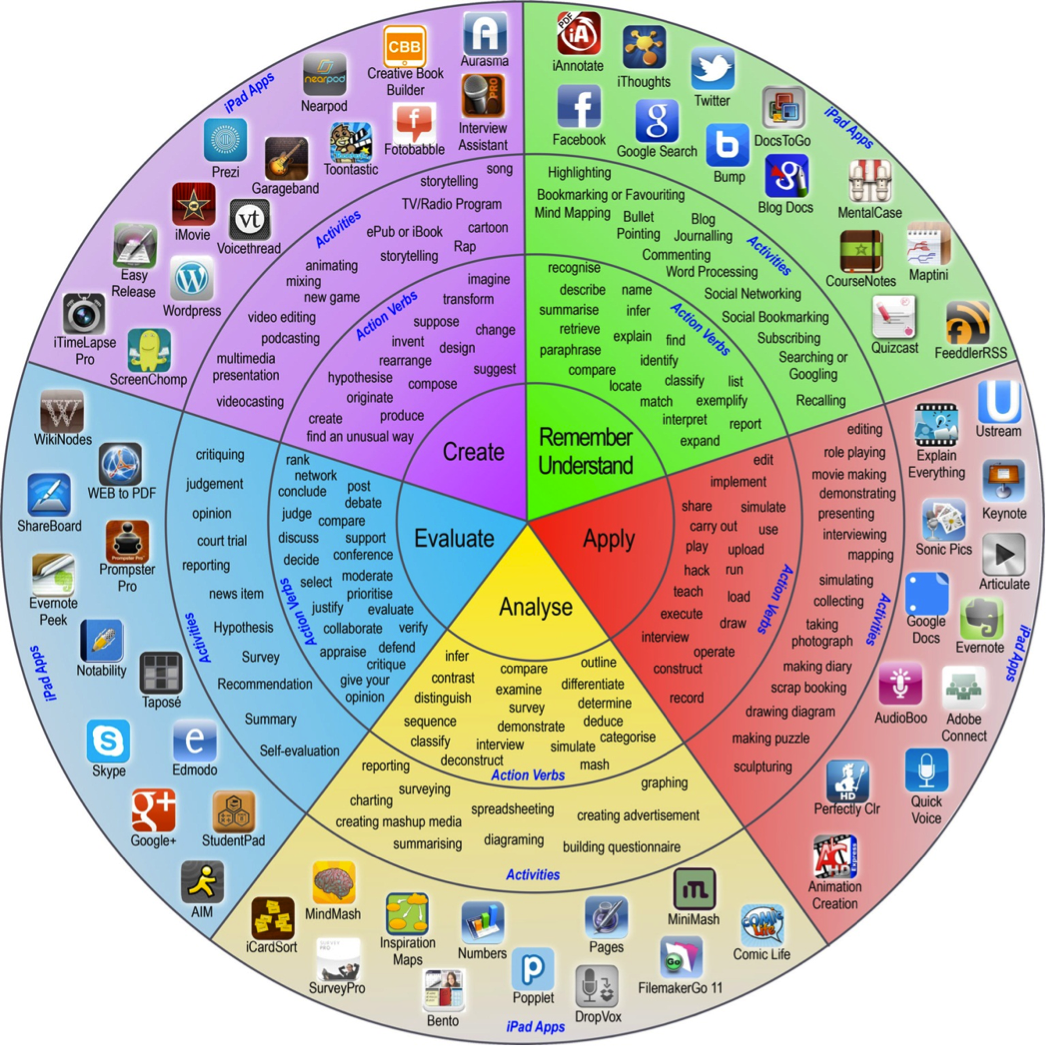 Create
Action Verbs
imagine
transform
suppose
change
invent
design
rearrange
suggest
hypothesise
compose
originate
create
produce
find an unusual way
Activities
song
storytelling
TV/Radio Program
cartoon
ePub or iBook
Rap
storytelling
animating
mixing
new game
video editing
podcasting
multimedia
presentation
videocasting
iPad Apps
Aurasma
CBB
Creative Book
Builder
nearpod
Nearpod
PRO
Interview
Assistant
Fotobabble
Toontastic
Prezi
Garageband
iMovie
vt
Voicethread
Easy
Release
Wordpress
iTimeLapse
Pro
ScreenChomp
Remember
Understand
Action Verbs
recognise
describe
name
summarise
infer
retrieve
explain
find
paraphrase
identify
compare
classify
list
locate
match
exemplify
interpret
report
expand
Activities
Highlighting
Bookmarking or Favouriting
Mind Mapping
Bullet
Pointing
Blog
Journalling
Commenting
Word Processing
Social Networking
Social Bookmarking
Subscribing
Searching or
Googling
Recalling
iPad Apps
PDF
iA
iAnnotate
iThoughts
Twitter
Facebook
Google Search
DocsToGo
Bump
Blog Docs
MentalCase
CourseNotes
Maptini
Quizcast
FeeddlerRSS
Apply
Action Verbs
edit
implement
share
simulate
carry out
use
play
upload
hack
run
teach
load
execute
draw
interview
operate
construct
record
Activities
editing
role playing
movie making
demonstrating
presenting
interviewing
mapping
simulating
collecting
taking
photograph
making diary
scrap booking
drawing diagram
making puzzle
sculpturing
iPad Apps
Ustream
Explain
Everything
Keynote
Sonic Pics
Articulate
Google
Docs
Evernote
AudioBoo
Adobe
Connect
HD
Perfectly Clr
Quick
Voice
Animation
Creation
Analyse
infer
compare
outline
contrast
examine
differentiate
distinguish
survey
determine
sequence
demonstrate
deduce
classify
interview
simulate
categorise
deconstruct
mash
Action Verbs
reporting
surveying
graphing
charting
spreadsheeting
creating advertisement
creating mashup media
summarising
diagraming
building questionnaire
Activities
MindMash
iCardSort
Inspiration
Maps
Numbers
Pages
MiniMash
Comic Life
SURVEY
PRO
SurveyPro
Bento
Popplet
DropVox
Go
FilemakerGo 11
iPad Apps
Evaluate
Action Verbs
rank
network
conclude
post
debate
judge
compare
discuss
support
decide
conference
select
moderate
prioritise
justify
evaluate
collaborate
verify
appraise
defend
critique
give your
opinion
Activities
critiquing
judgement
opinion
court trial
reporting
news item
Hypothesis
Survey
Recommendation
Summary
Self-evaluation
iPad Apps
WikiNodes
WEB to PDF
ShareBoard
Prompster Pro
Prompster
Pro
Evernote
Peek
Notability
Taposé
Skype
Edmodo
Google+
StudentPad
AIM